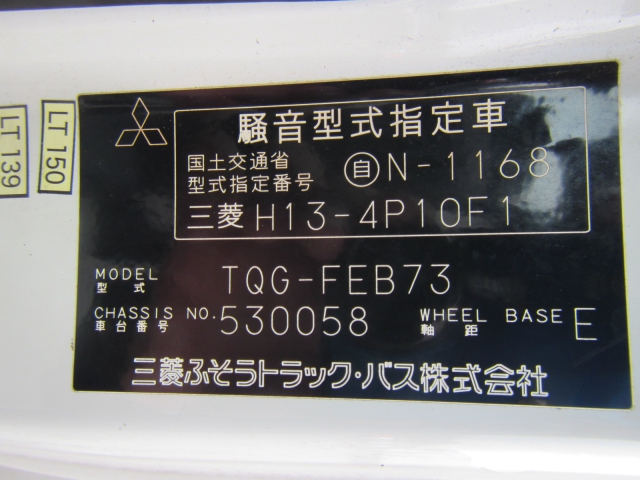 LT 139
LT 150
騒音型式指定車
国土交通省
型式指定番号
自 N-1168
三菱 H13-4P10F1
MODEL
型式
TQG-FEB73
CHASSIS NO.
車台番号
530058
WHEEL BASE
軸距
E
三菱ふそうトラック・バス株式会社